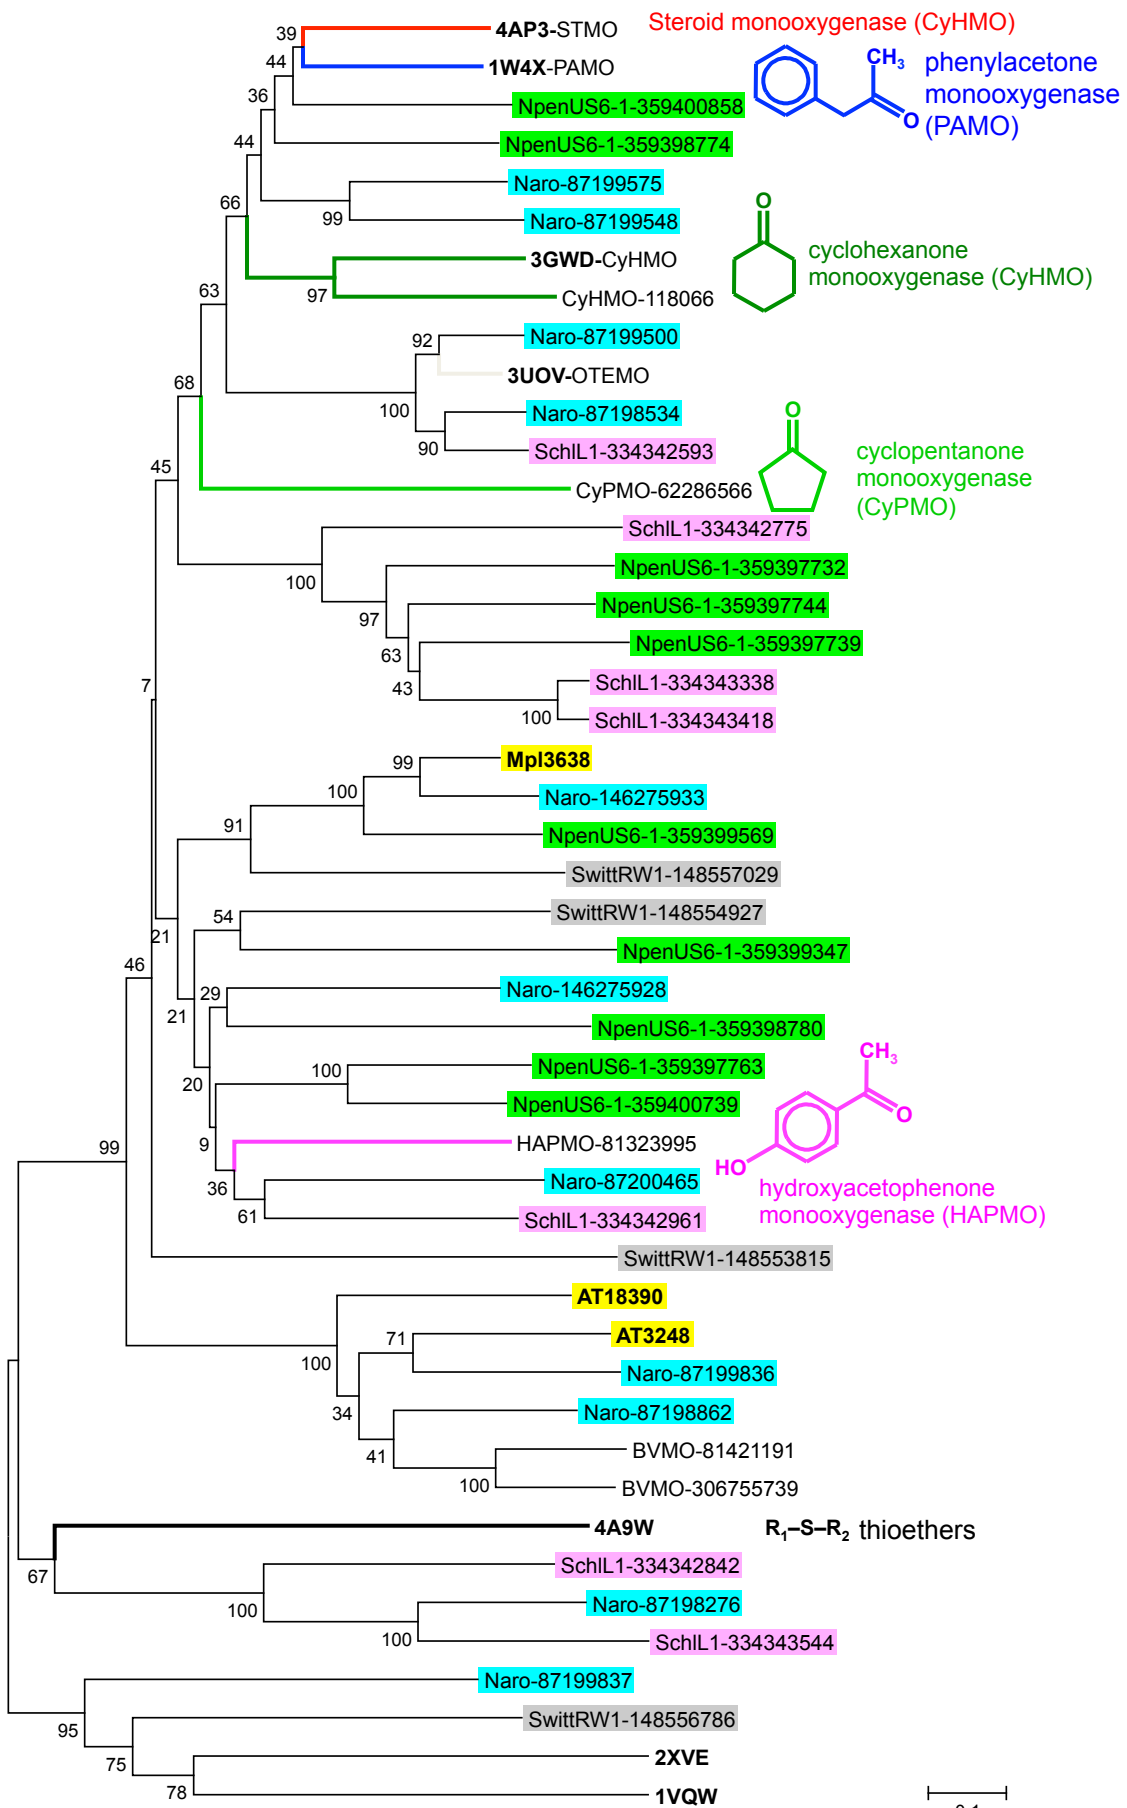 39
4AP3-STMO
Steroid monooxygenase (CyHMO)
44
1W4X-PAMO
CH3
O
phenylacetone
monooxygenase
(PAMO)
36
NpenUS6-1-359400858
44
NpenUS6-1-359398774
Naro-87199575
99
Naro-87199548
66
O
3GWD-CyHMO
cyclohexanone
monooxygenase (CyHMO)
97
CyHMO-118066
63
92
Naro-87199500
3UOV-OTEMO
68
100
Naro-87198534
O
90
SchlL1-334342593
cyclopentanone
monooxygenase
(CyPMO)
45
CyPMO-62286566
SchlL1-334342775
100
NpenUS6-1-359397732
97
NpenUS6-1-359397744
63
NpenUS6-1-359397739
7
43
SchlL1-334343338
100
SchlL1-334343418
99
Mpl3638
100
Naro-146275933
91
NpenUS6-1-359399569
SwittRW1-148557029
54
SwittRW1-148554927
21
NpenUS6-1-359399347
46
29
Naro-146275928
21
NpenUS6-1-359398780
100
NpenUS6-1-359397763
CH3
O
HO
20
NpenUS6-1-359400739
99
9
HAPMO-81323995
36
Naro-87200465
hydroxyacetophenone
monooxygenase (HAPMO)
61
SchlL1-334342961
SwittRW1-148553815
AT18390
71
AT3248
100
Naro-87199836
34
Naro-87198862
41
BVMO-81421191
100
BVMO-306755739
4A9W
R1–S–R2 thioethers
67
SchlL1-334342842
100
Naro-87198276
100
SchlL1-334343544
Naro-87199837
95
SwittRW1-148556786
75
2XVE
78
1VQW